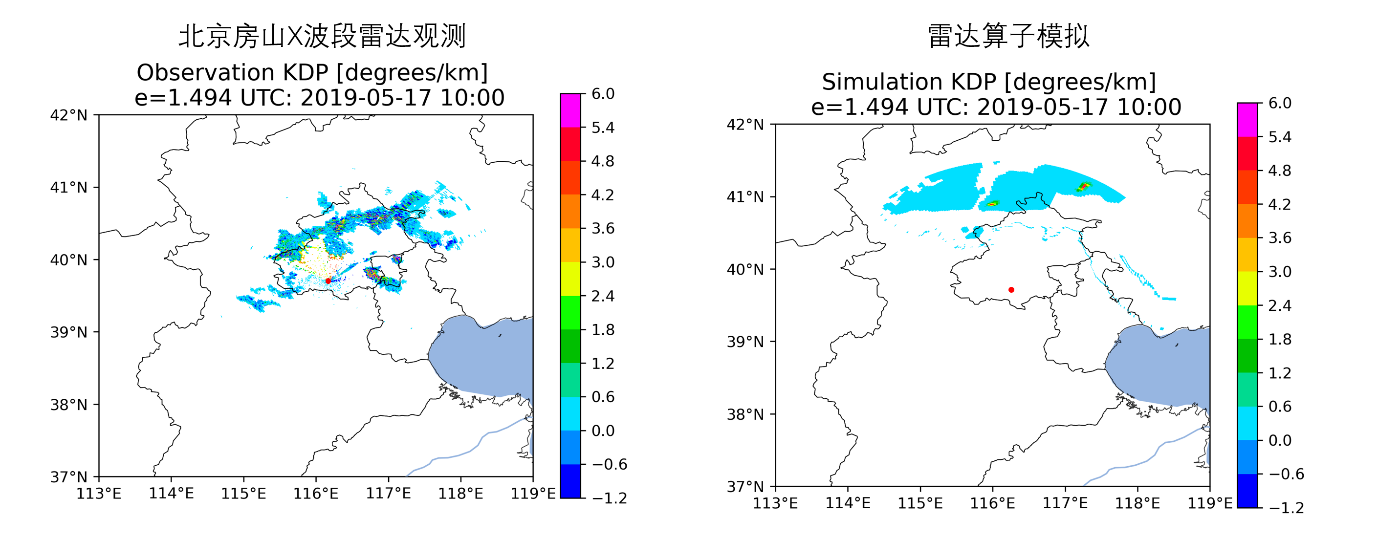 北京房山X波段雷达观测
Observation KDP [degrees/km]
e=1.494 UTC: 2019-05-17 10:00
42°N
41°N
40°N
39°N
38°N
37°N
113°E
114°E
115°E
116°E
117°E
118°E
119°E
6.0
5.4
4.8
4.2
3.6
3.0
2.4
1.8
1.2
0.6
0.0
−0.6
−1.2
雷达算子模拟
Simulation KDP [degrees/km]
e=1.494 UTC: 2019-05-17 10:00
42°N
41°N
40°N
39°N
38°N
37°N
113°E
114°E
115°E
116°E
117°E
118°E
119°E
6.0
5.4
4.8
4.2
3.6
3.0
2.4
1.8
1.2
0.6
0.0
−0.6
−1.2